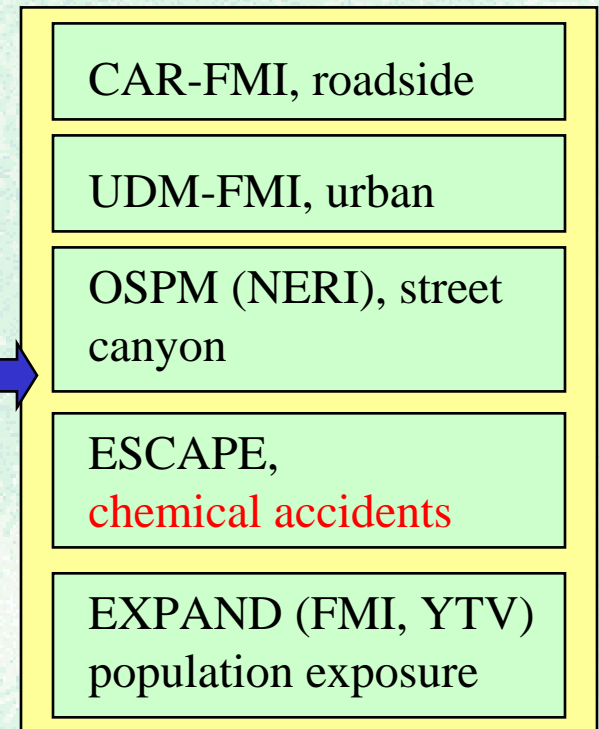 CAR-FMI, roadside
UDM-FMI, urban
OSPM (NERI), street
canyon
ESCAPE,
chemical accidents
EXPAND (FMI, YTV)
population exposure